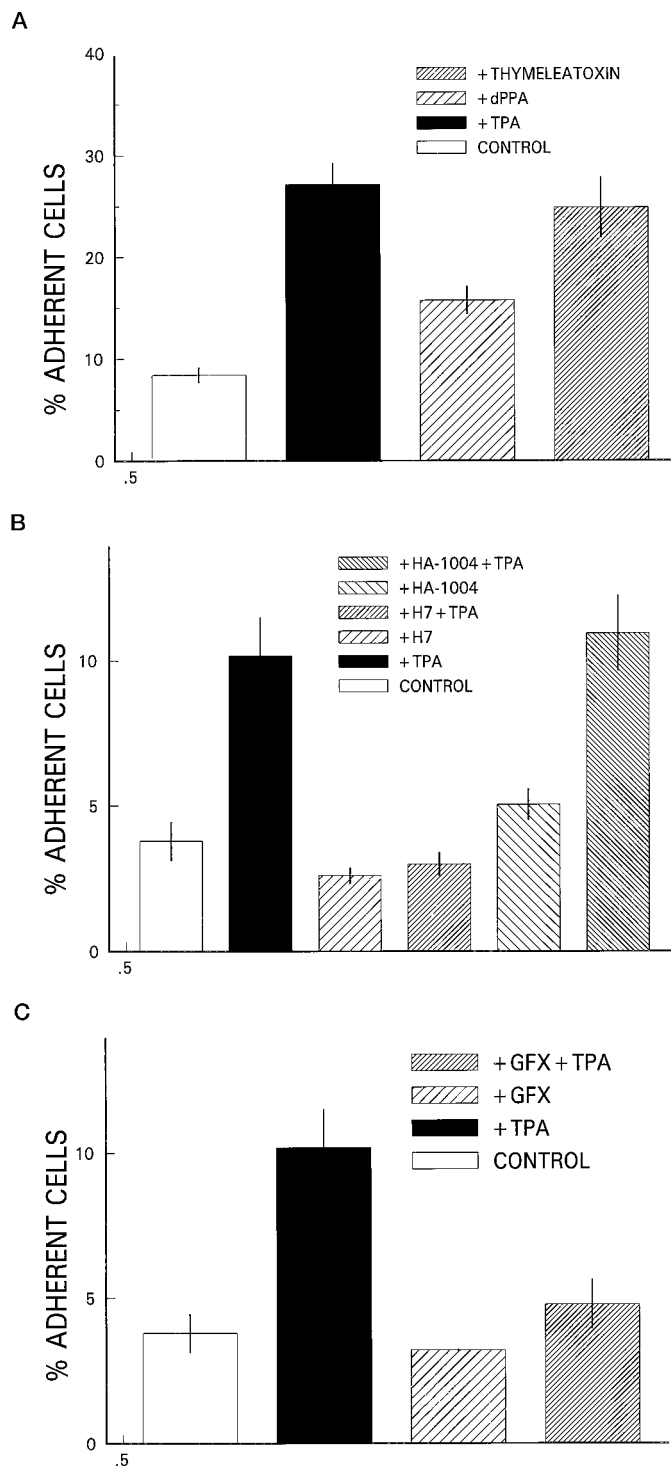 A
% ADHERENT CELLS
40
30
20
10
0
.5
+THYMELEATOXIN
+dPPA
+TPA
CONTROL
B
% ADHERENT CELLS
10
5
0
.5
+HA-1004+TPA
+HA-1004
+H7+TPA
+H7
+TPA
CONTROL
C
% ADHERENT CELLS
10
5
0
.5
+GFX+TPA
+GFX
+TPA
CONTROL